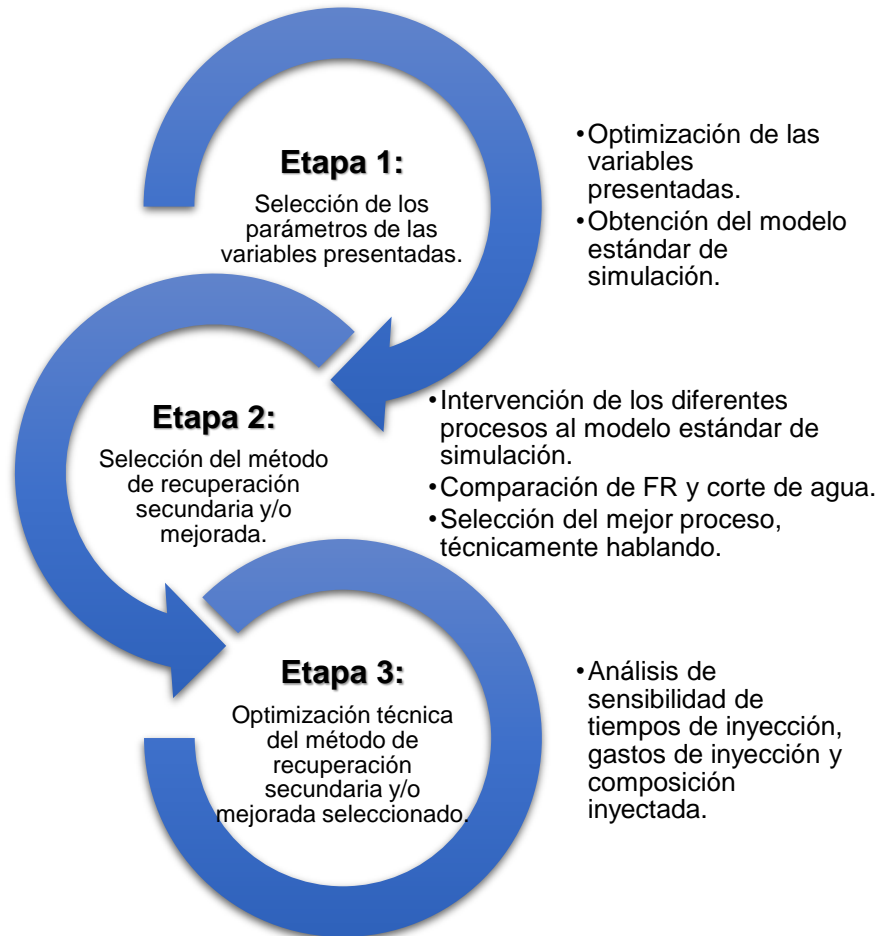 Etapa 1:
Selección de los
parámetros de las
variables presentadas.
•Optimización de las
variables
presentadas.
•Obtención del modelo
estándar de
simulación.
Etapa 2:
Selección del método
de recuperación
secundaria y/o
mejorada.
•Intervención de los diferentes
procesos al modelo estándar de
simulación.
•Comparación de FR y corte de agua.
•Selección del mejor proceso,
técnicamente hablando.
Etapa 3:
Optimización técnica
del método de
recuperación
secundaria y/o
mejorada seleccionado.
•Análisis de
sensibilidad de
tiempos de inyección,
gastos de inyección y
composición
inyectada.